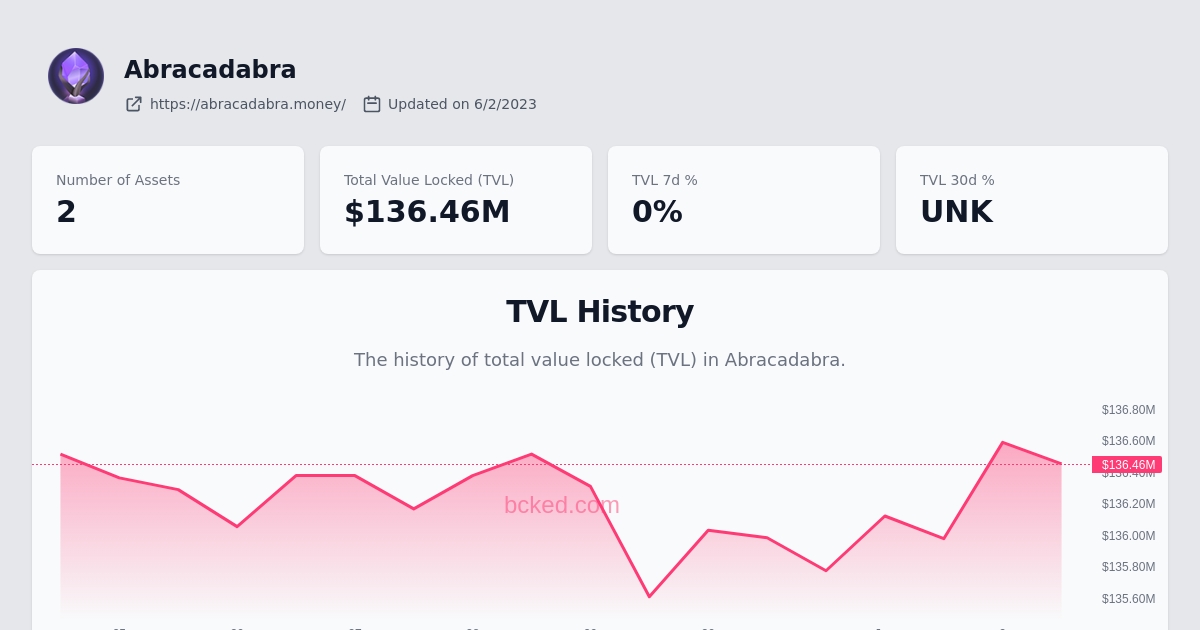 Abracadabra
https://abracadabra.money/ Updated on 6/2/2023
Number of Assets
2
Total Value Locked (TVL)
$136.46M
TVL 7d %
0%
TVL 30d %
UNK
TVL History
The history of total value locked (TVL) in Abracadabra.
$136.80M
$136.60M
$136.46M
$136.40M
$136.20M
$136.00M
$135.80M
$135.60M
bcked.com